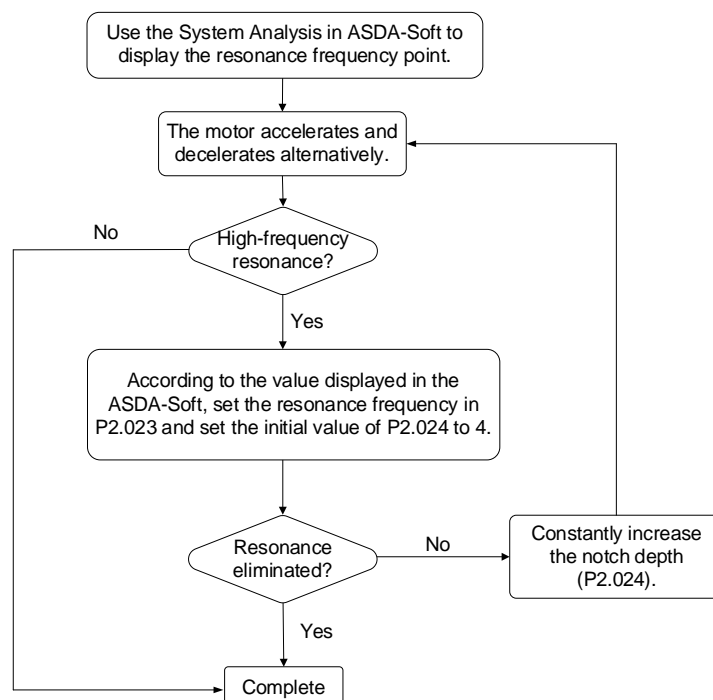 Use the System Analysis in ASDA-Soft to
display the resonance frequency point.
The motor accelerates and
decelerates alternatively.
No
High-frequency
resonance?
Yes
According to the value displayed in the
ASDA-Soft, set the resonance frequency in
P2.023 and set the initial value of P2.024 to 4.
Resonance
eliminated?
No
Constantly increase
the notch depth
(P2.024).
Yes
Complete